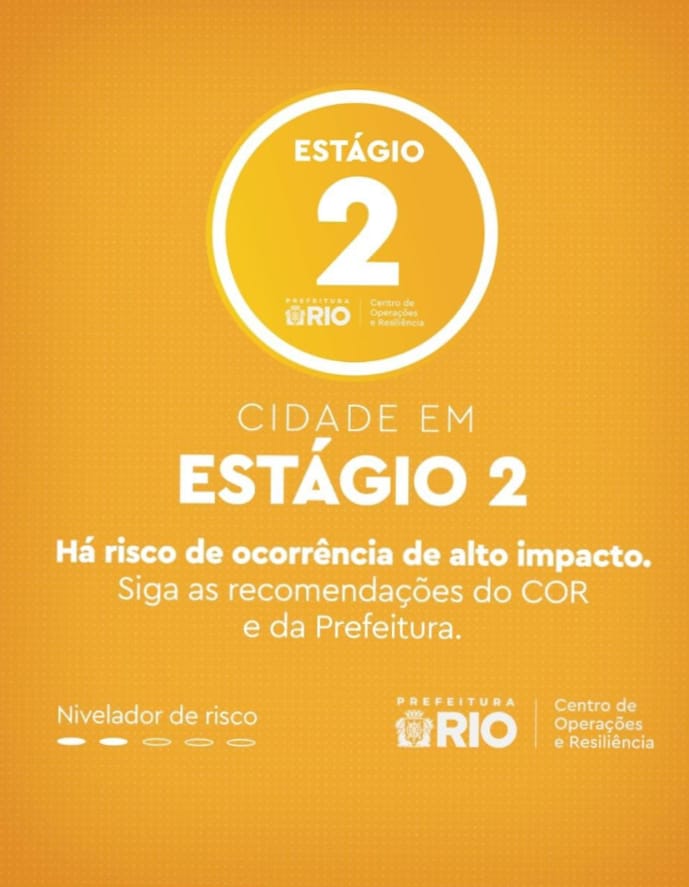 ESTÁGIO
2
PREFEITURA
RIO
Centro de
Operações
e Resiliência
CIDADE EM
ESTÁGIO 2
Há risco de ocorrência de alto impacto.
Siga as recomendações do COR
e da Prefeitura.
Nivelador de risco
PREFEITURA
RIO
Centro de
Operações
e Resiliência